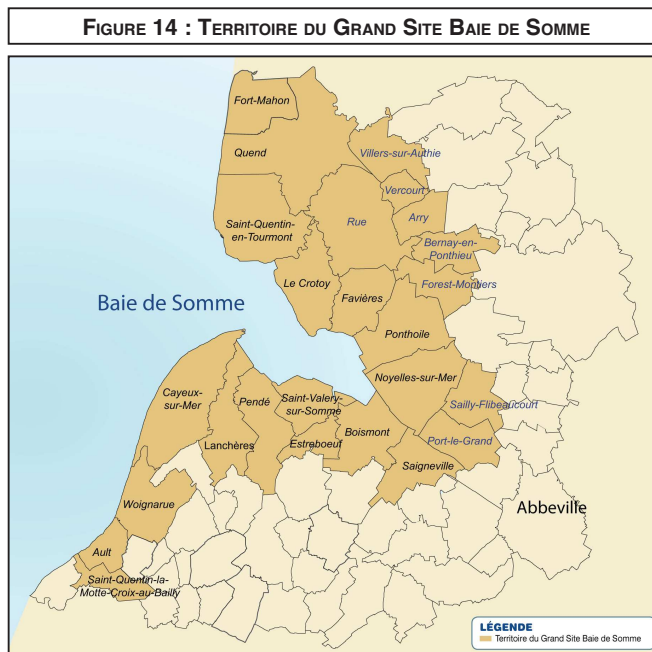 FIGURE 14 : TERRITOIRE DU GRAND SITE BAIE DE SOMME
Fort-Mahon
Quend
Villers-sur-Authie
Vercourt
Saint-Quentin-
en-Tourmont
Rue
Arry
Bernay-en-
Ponthieu
Le Crotoy
Forest-Montiers
Baie de Somme
Favières
Ponthoile
Noyelles-sur-Mer
Cayeux-
sur-Mer
Pendé
Saint-Valery-
sur-Somme
Sailly-Flibeaucourt
Lanchères
Estraboeuf
Boismont
Port-le-Grand
Saigneville
Woignarue
Abbeville
Ault
Saint-Quentin-la-
Motte-Croix-au-Bailly
LÉGENDE
Territoire du Grand Site Baie de Somme